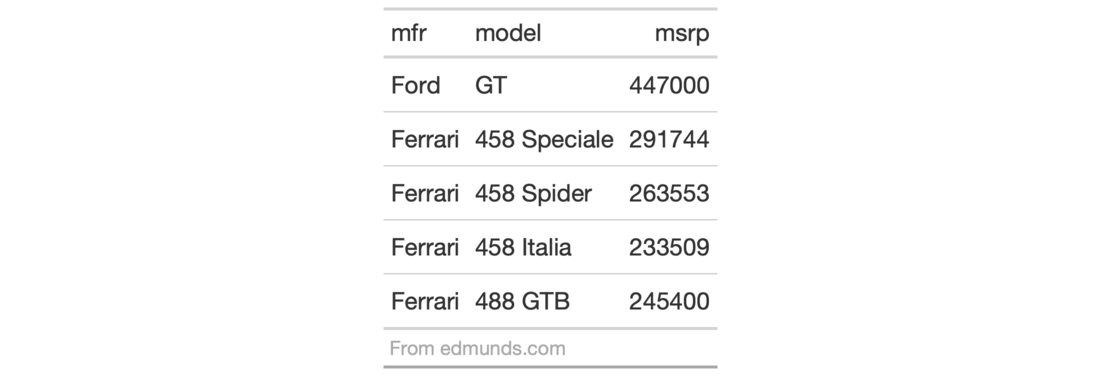 mfr model msrp
Ford GT 447000
Ferrari 458 Speciale 291744
Ferrari 458 Spider 263553
Ferrari 458 Italia 233509
Ferrari 488 GTB 245400
From edmunds.com